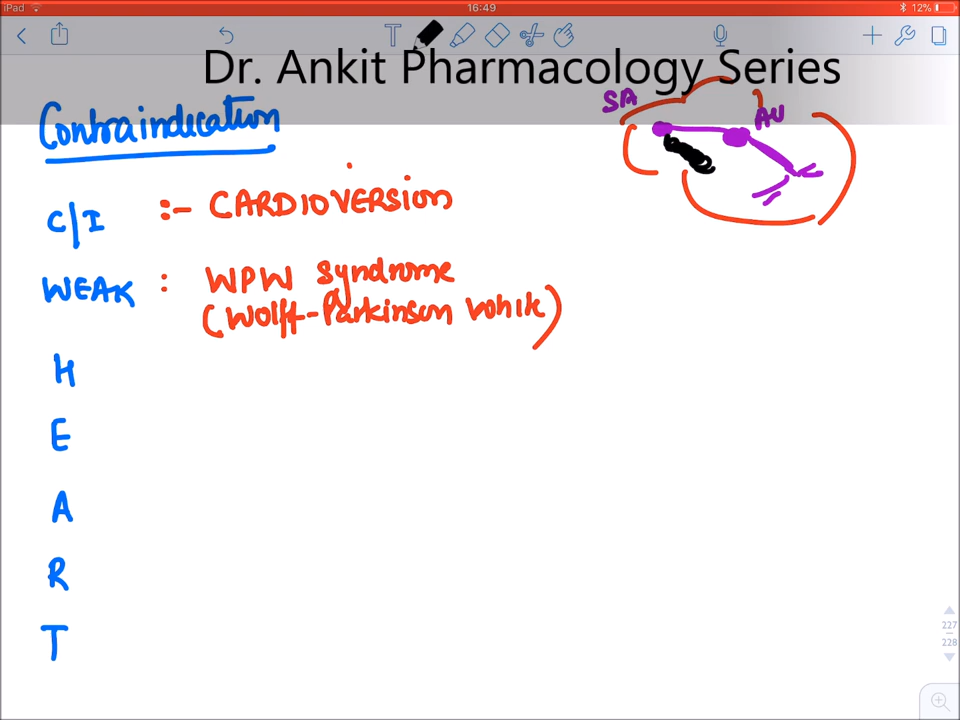 iPad 16:49 12%
T
Dr. Ankit Pharmacology Series
SA
AV
Contraindication
C/I :- CARDIOVERSION
WEAK : WPW syndrome
(Wolff-Parkinson White)
H
E
A
R
T
227
228